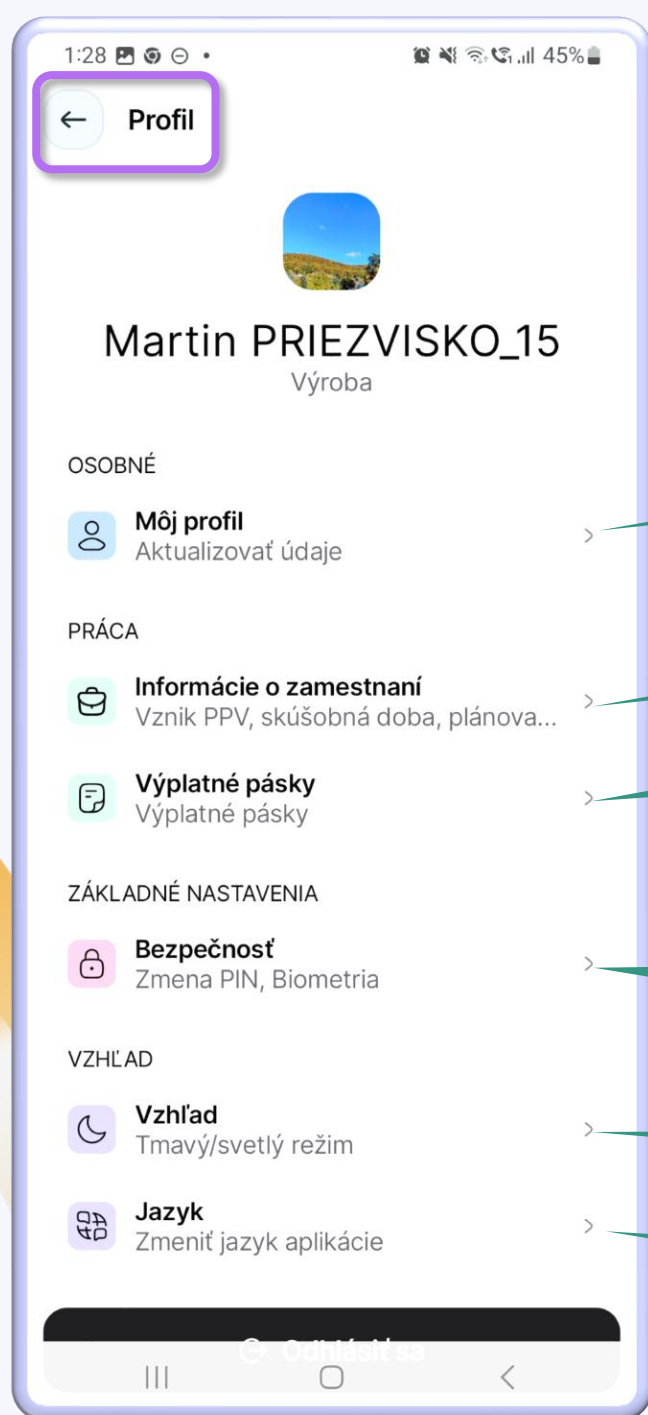 1:28 45%
Profil
Martin PRIEZVISKO_15
Výroba
OSOBNÉ
Môj profil
Aktualizovať údaje
PRÁCA
Informácie o zamestnaní
Vznik PPV, skúšobná doba, plánova...
Výplatné pásky
Výplatné pásky
ZÁKLADNÉ NASTAVENIA
Bezpečnosť
Zmena PIN, Biometria
VZHĽAD
Vzhľad
Tmavý/svetlý režim
Jazyk
Zmeniť jazyk aplikácie
Odhlásiť sa